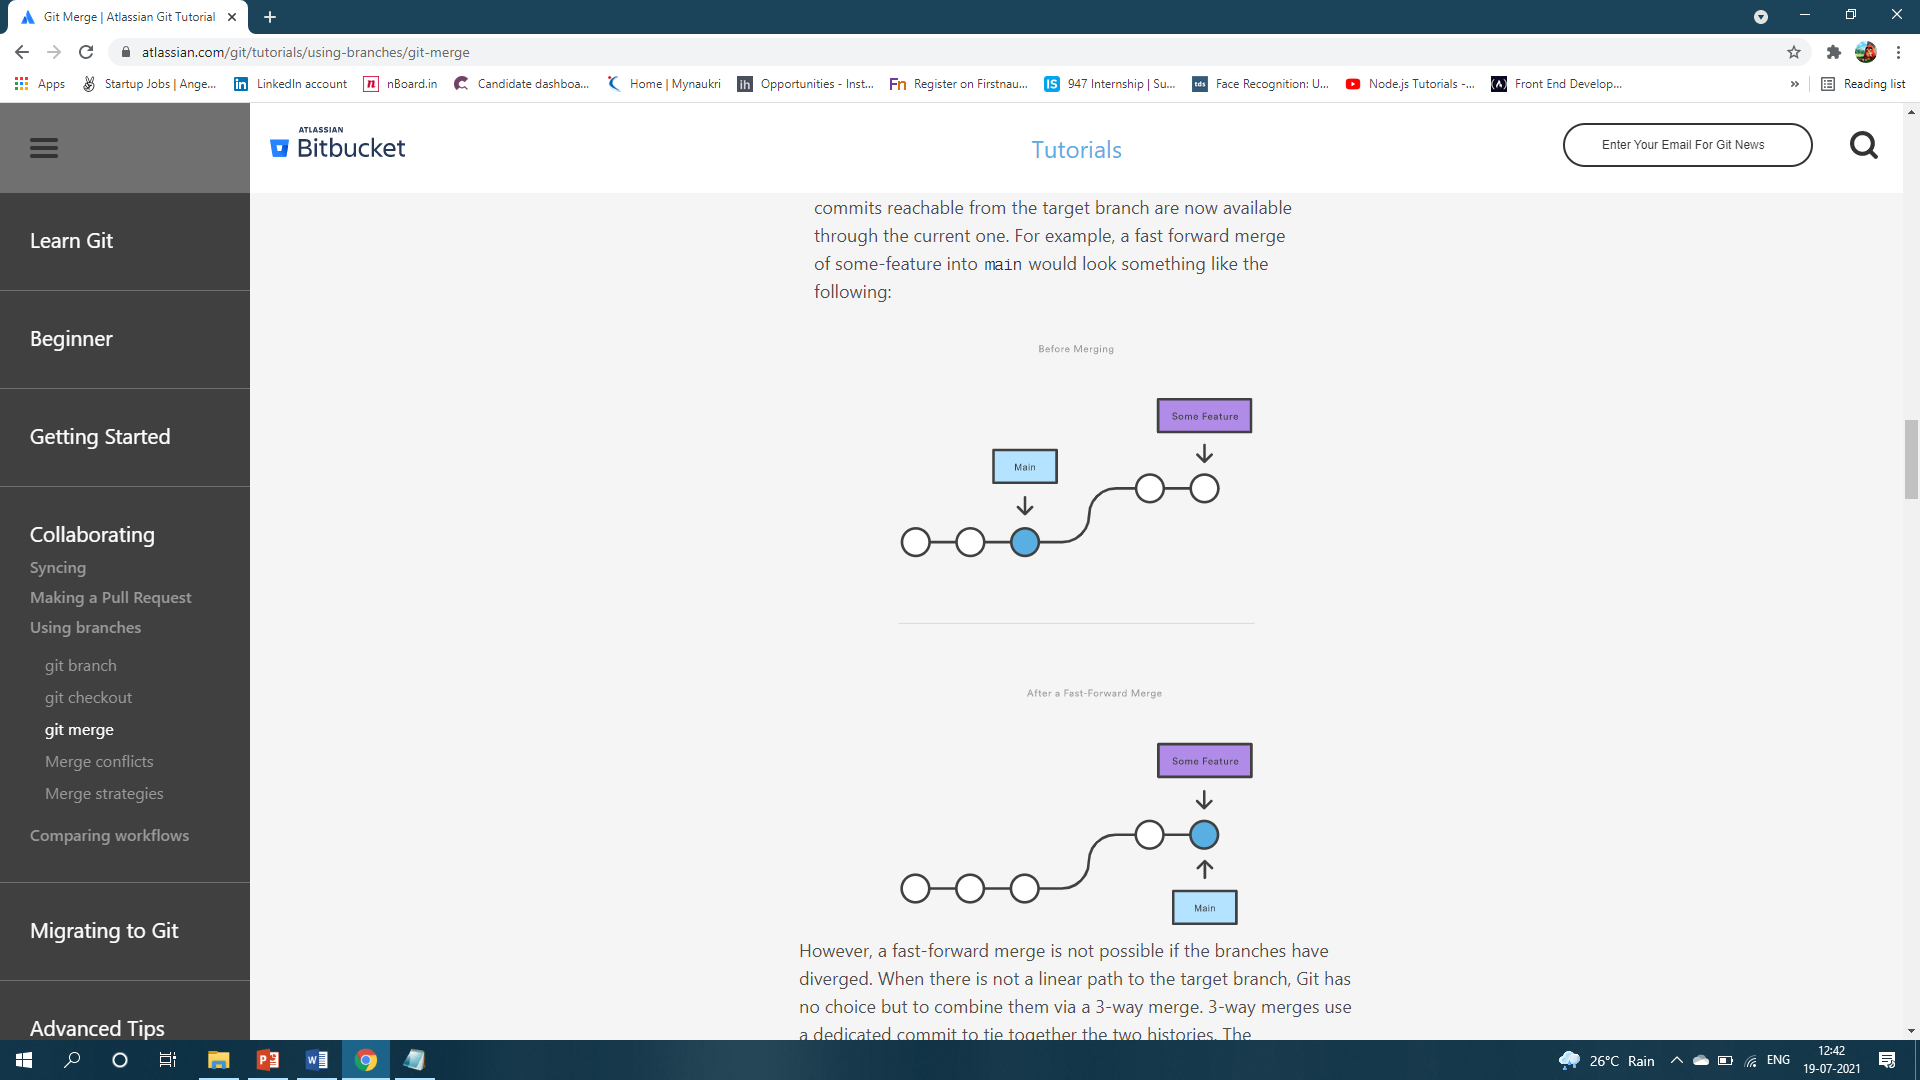 Git Merge | Atlassian Git Tutorial
atlassian.com/git/tutorials/using-branches/git-merge
Apps
Startup Jobs | Ange...
LinkedIn account
nBoard.in
Candidate dashboa...
Home | Mynaukri
Opportunities - Inst...
Register on Firstnau...
947 Internship | Su...
Face Recognition: U...
Node.js Tutorials -...
Front End Develop...
»
Reading list
ATLASSIAN
Bitbucket
Tutorials
Enter Your Email For Git News
Learn Git
Beginner
Getting Started
Collaborating
Syncing
Making a Pull Request
Using branches
git branch
git checkout
git merge
Merge conflicts
Merge strategies
Comparing workflows
Migrating to Git
Advanced Tips
commits reachable from the target branch are now available
through the current one. For example, a fast forward merge
of some-feature into main would look something like the
following:
Before Merging
Some Feature
Main
After a Fast-Forward Merge
Some Feature
Main
However, a fast-forward merge is not possible if the branches have
diverged. When there is not a linear path to the target branch, Git has
no choice but to combine them via a 3-way merge. 3-way merges use
a dedicated commit to tie together the two histories. The
26°C Rain
ENG
12:42
19-07-2021